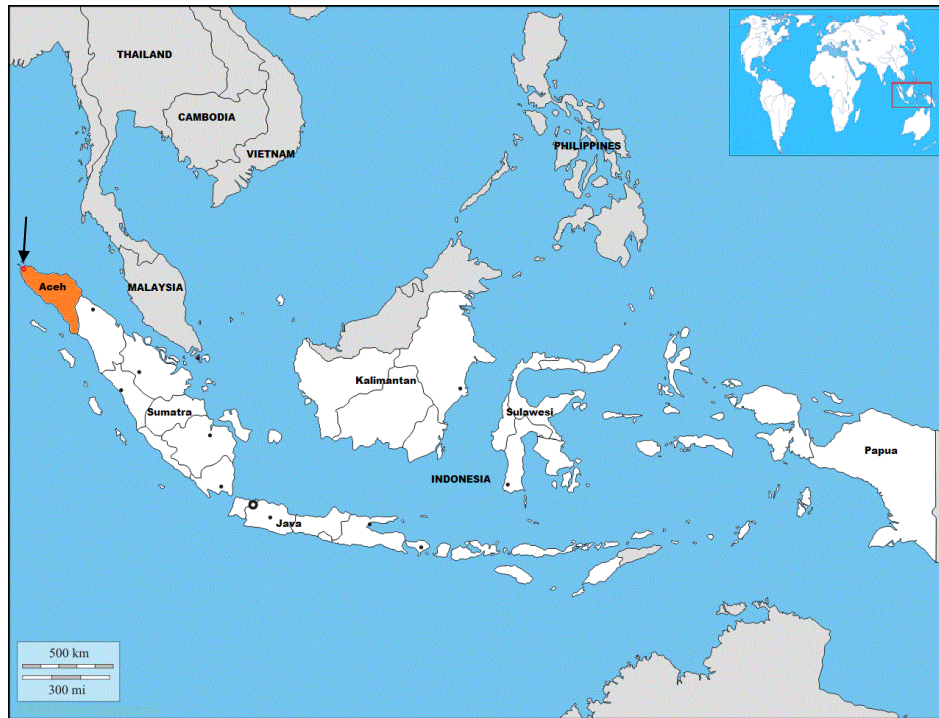 THAILAND
CAMBODIA
VIETNAM
PHILIPPINES
Aceh
MALAYSIA
Kalimantan
Sumatra
Sulawesi
Papua
INDONESIA
Java
500 km
300 mi